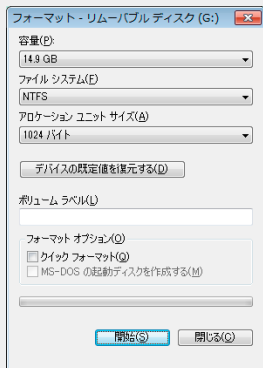 フォーマット - リムーバブル ディスク (G:)
容量(P):
14.9 GB
ファイル システム(F)
NTFS
アロケーション ユニット サイズ(A)
1024 バイト
デバイスの既定値を復元する(D)
ボリューム ラベル(L)
フォーマット オプション(O)
クイック フォーマット(Q)
MS-DOS の起動ディスクを作成する(M)
開始(S) 閉じる(C)